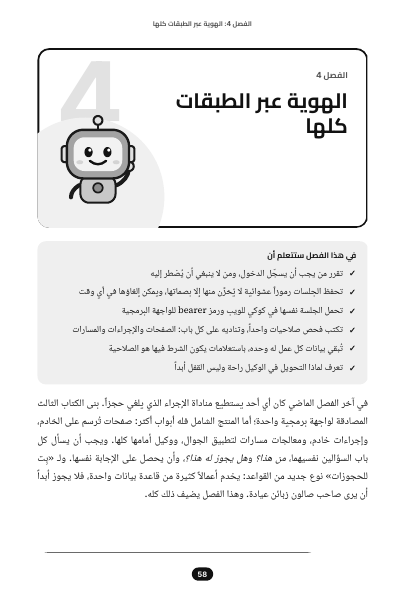 الفصل 4: الهوية عبر الطبقات كلها
4
الفصل 4
الهوية عبر الطبقات
كلها
في هذا الفصل ستتعلم أن
✓ تقرر من يجب أن يسجّل الدخول، ومن لا ينبغي أن يُضطر إليه
✓ تحفظ الجلسات رموزاً عشوائية لا يُخزَّن منها إلا بصماتها، ويمكن إلغاؤها في أي وقت
✓ تحمل الجلسة نفسها في كوكي للويب ورمز bearer للواجهة البرمجية
✓ تكتب فحص صلاحيات واحداً، وتناديه على كل باب: الصفحات والإجراءات والمسارات
✓ تُبقي بيانات كل عمل له وحده، باستعلامات يكون الشرط فيها هو الصلاحية
✓ تعرف لماذا التحويل في الوكيل راحة وليس القفل أبداً
في آخر الفصل الماضي كان أي أحد يستطيع مناداة الإجراء الذي يلغي حجزاً. بنى الكتاب الثالث
المصادقة لواجهة برمجية واحدة؛ أما المنتج الشامل فله أبواب أكثر: صفحات تُرسم على الخادم،
وإجراءات خادم، ومعالجات مسارات لتطبيق الجوال، ووكيل أمامها كلها. ويجب أن يسأل كل
باب السؤالين نفسيهما، من هذا؟ وهل يجوز له هذا؟، وأن يحصل على الإجابة نفسها. ولـ «بِت
للحجوزات» نوع جديد من القواعد: يخدم أعمالاً كثيرة من قاعدة بيانات واحدة، فلا يجوز أبداً
أن يرى صاحب صالون زبائن عيادة. وهذا الفصل يضيف ذلك كله.
58